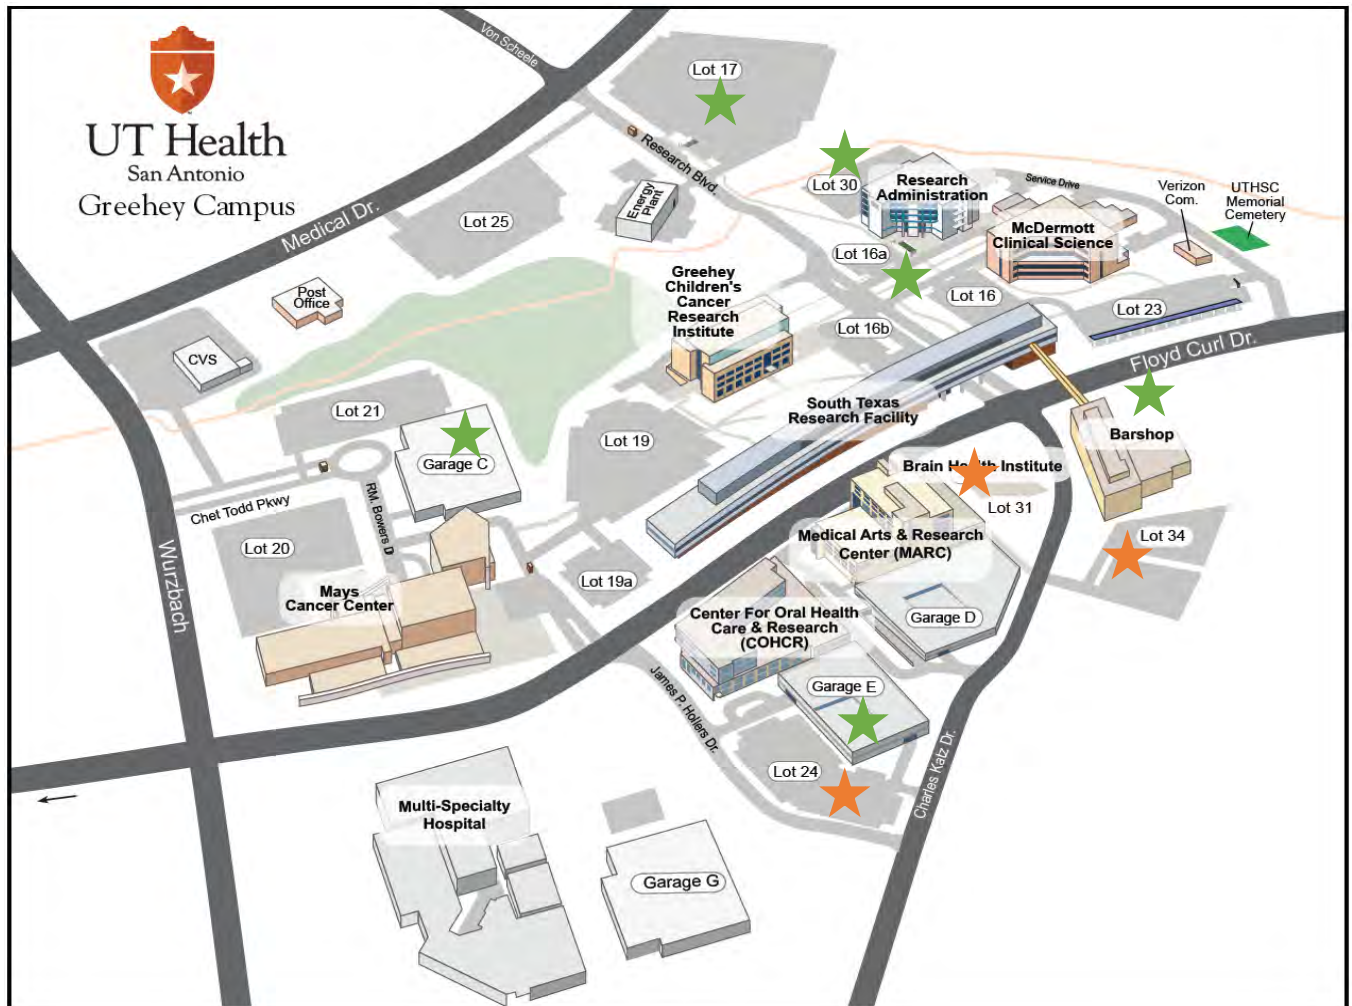 Von Scheele
Lot 17
UT Health
San Antonio
Greehey Campus
Research Blvd.
Medical Dr.
Lot 25
Energy
Plant
Lot 30
Research
Administration
Service Drive
Verizon
Com.
UTHSC
Memorial
Cemetery
McDermott
Clinical Science
Lot 16a
Lot 16
Lot 16b
Lot 23
Floyd Curl Dr.
Greehey
Children's
Cancer
Research
Institute
Post
Office
CVS
Lot 21
Garage C
Lot 19
South Texas
Research Facility
Barshop
Brain Health Institute
Lot 31
Lot 34
Chet Todd Pkwy
RM. Bowers D
Lot 20
Wurzbach
Mays
Cancer Center
Lot 19a
Medical Arts & Research
Center (MARC)
Center For Oral Health
Care & Research
(COHCR)
Garage D
Garage E
James P. Hollers Dr.
Lot 24
Charles Katz Dr.
Multi-Specialty
Hospital
Garage G